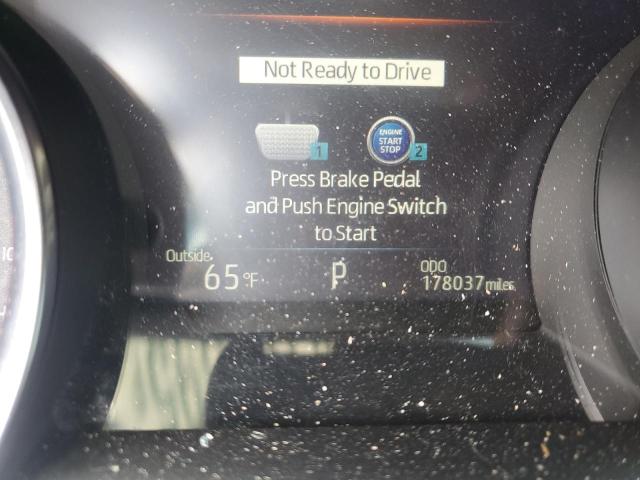 Not Ready to Drive
ENGINE
START
STOP
1
2
Press Brake Pedal
and Push Engine Switch
to Start
Outside
65°F
P
ODO
178037 miles